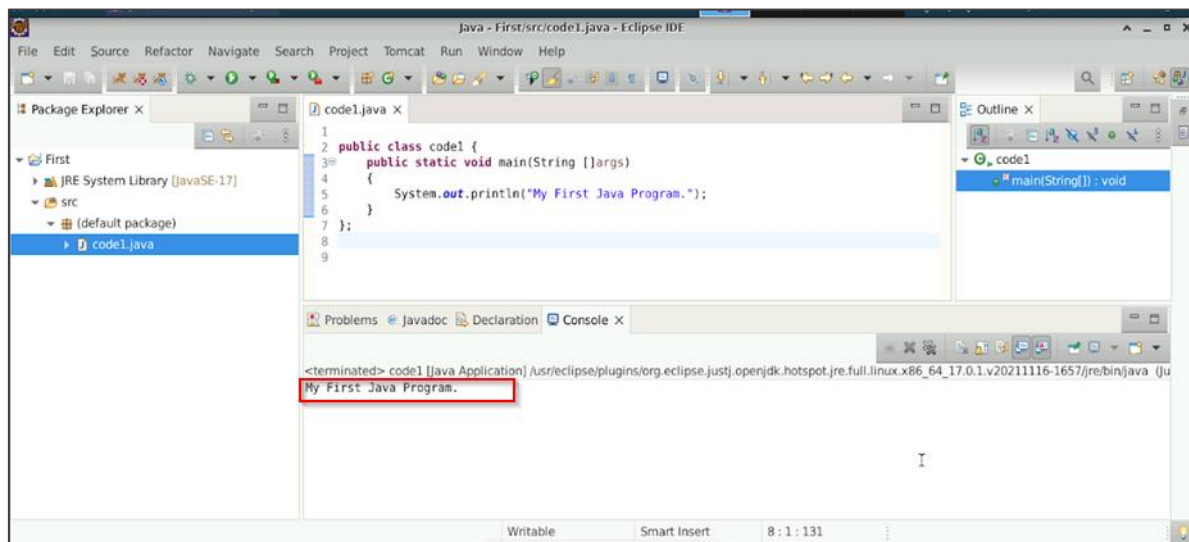 Java - First/src/code1.java - Eclipse IDE
File Edit Source Refactor Navigate Search Project Tomcat Run Window Help
Package Explorer
First
JRE System Library [JavaSE-17]
src
(default package)
code1.java
code1.java
1
2 public class code1 {
3 public static void main(String []args)
4 {
5 System.out.println("My First Java Program.");
6 }
7 };
8
9
Outline
code1
main(String[]) : void
Problems Javadoc Declaration Console
<terminated> code1 [Java Application] /usr/eclipse/plugins/org.eclipse.justj.openjdk.hotspot.jre.full.linux.x86_64_17.0.1.v20211116-1657/jre/bin/java (Ju
My First Java Program.
Writable Smart Insert 8 : 1 : 131